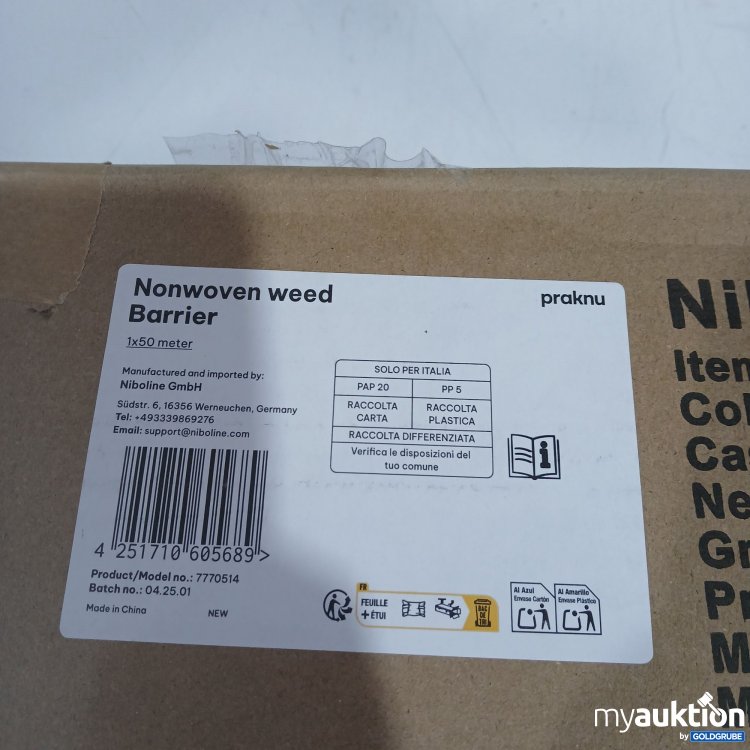 Nonwoven weed
Barrier
praknu
1x50 meter
Manufactured and imported by:
Niboline GmbH
Südstr. 6, 16356 Werneuchen, Germany
Tel: +493339869276
Email: support@niboline.com
SOLO PER ITALIA
PAP 20 PP 5
RACCOLTA CARTA RACCOLTA PLASTICA
RACCOLTA DIFFERENZIATA
Verifica le disposizioni del
tuo comune
4 251710 605689 >
Product/Model no.: 7770514
Batch no.: 04.25.01
Made in China NEW
FR
FEUILLE
+ ÉTUI
BAC
DE
TRI
Al Azul
Envase Cartón
Al Amarillo
Envase Plástico
Ni
Ite
Co
Ca
Ne
Gr
Pr
M
M
myauktion
by GOLDGRUBE